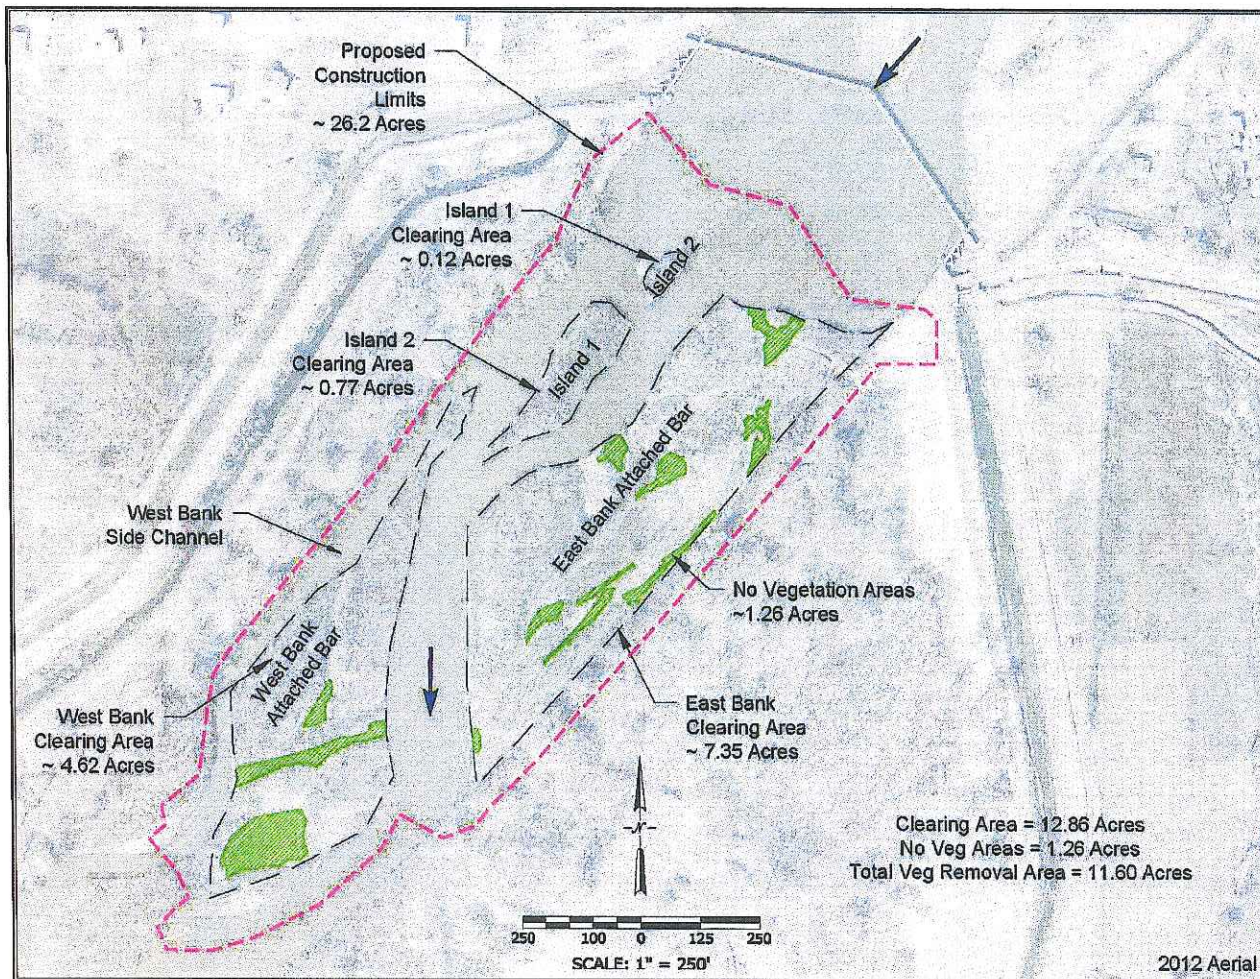 Proposed
Construction
Limits
~ 26.2 Acres
Island 1
Clearing Area
~ 0.12 Acres
Island 2
Island 2
Clearing Area
~ 0.77 Acres
Island 1
East Bank Attached Bar
West Bank
Side Channel
No Vegetation Areas
~1.26 Acres
West Bank
Attached Bar
West Bank
Clearing Area
~ 4.62 Acres
East Bank
Clearing Area
~ 7.35 Acres
-N-
Clearing Area = 12.86 Acres
No Veg Areas = 1.26 Acres
Total Veg Removal Area = 11.60 Acres
250 100 0 125 250
SCALE: 1" = 250'
2012 Aerial